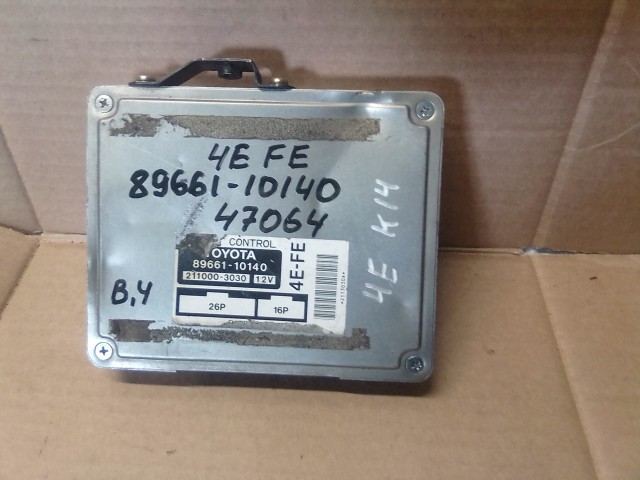 4E FE
89661-10140
47064
CONTROL
OYOTA
89661-10140
211000-3030 12V
4E-FE
26P
16P
B,4
4E K14